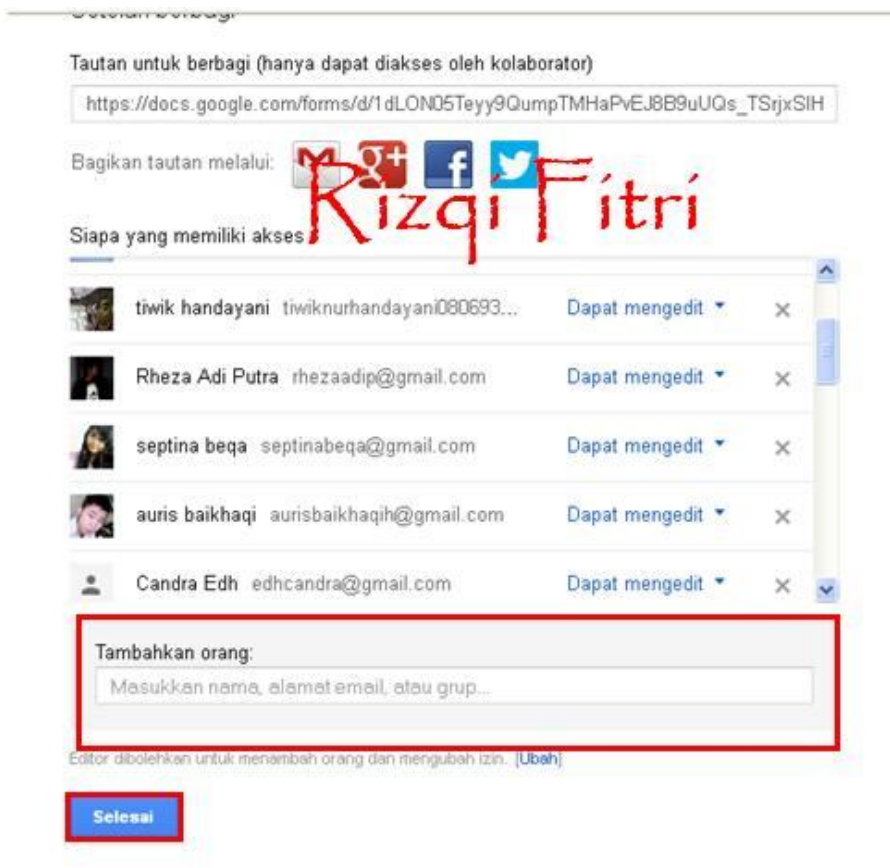 Setelan berbagi
Tautan untuk berbagi (hanya dapat diakses oleh kolaborator)
https://docs.google.com/forms/d/1dLON05Teyy9QumpTMHaPvEJ8B9uUQs_TSrjxSIH
Bagikan tautan melalui:
Rizqi Fitri
Siapa yang memiliki akses
tiwik handayani tiwiknurhandayani080693... Dapat mengedit
Rheza Adi Putra rhezaadip@gmail.com Dapat mengedit
septina beqa septinabeqa@gmail.com Dapat mengedit
auris baikhaqi aurisbaikhaqih@gmail.com Dapat mengedit
Candra Edh edhcandra@gmail.com Dapat mengedit
Tambahkan orang:
Masukkan nama, alamat email, atau grup...
Editor dibolehkan untuk menambah orang dan mengubah izin. [Ubah]
Selesai